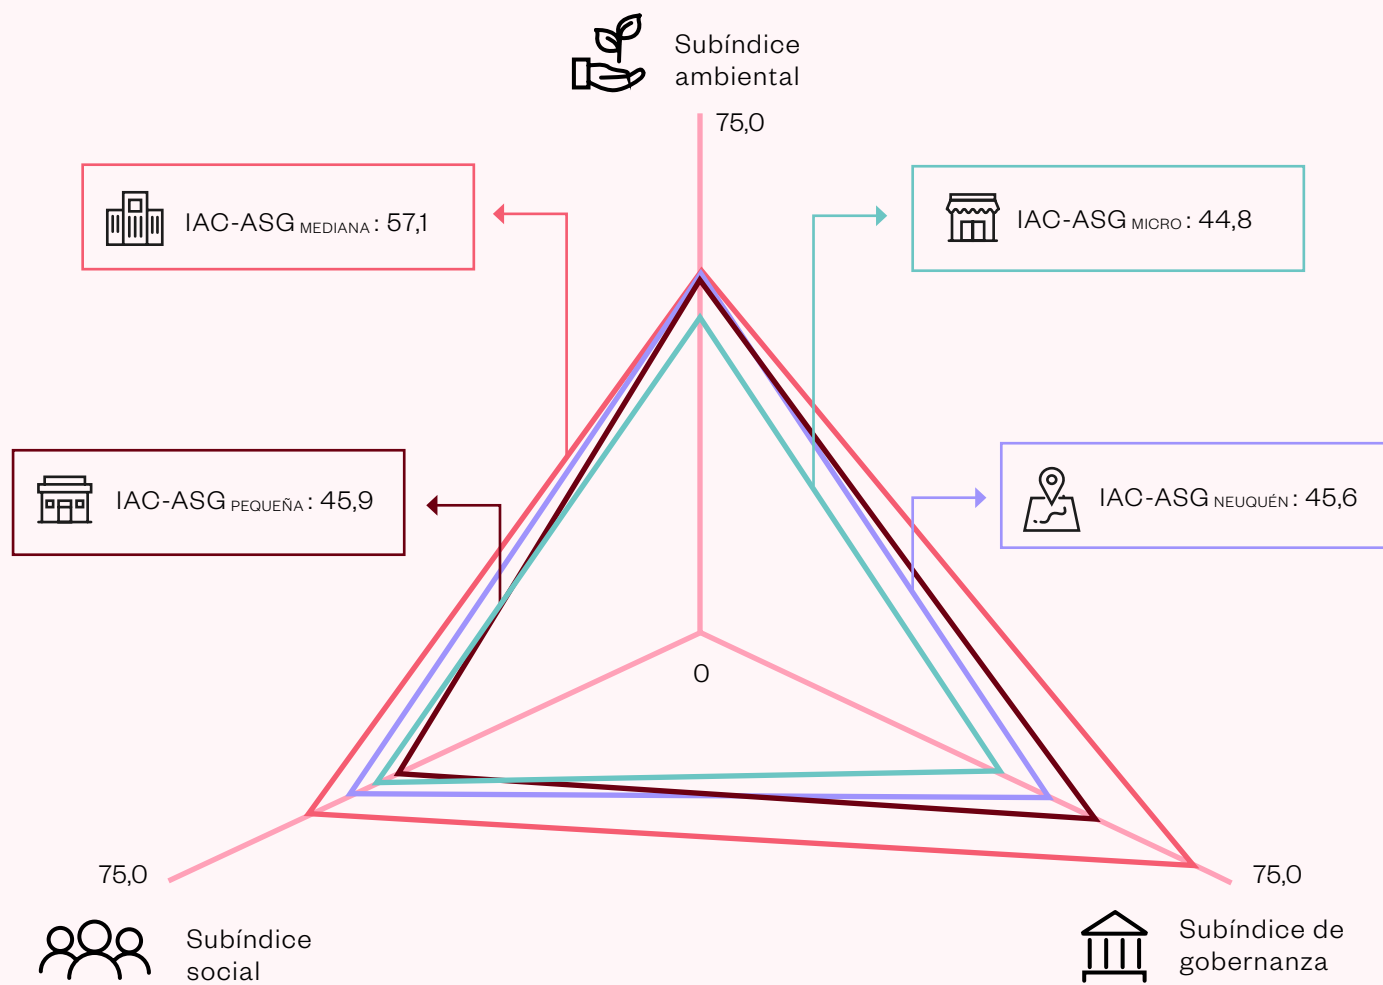 Subíndice
ambiental
75,0
IAC-ASG MEDIANA : 57,1
IAC-ASG MICRO : 44,8
IAC-ASG PEQUEÑA : 45,9
IAC-ASG NEUQUÉN : 45,6
0
75,0
75,0
Subíndice
social
Subíndice de
gobernanza